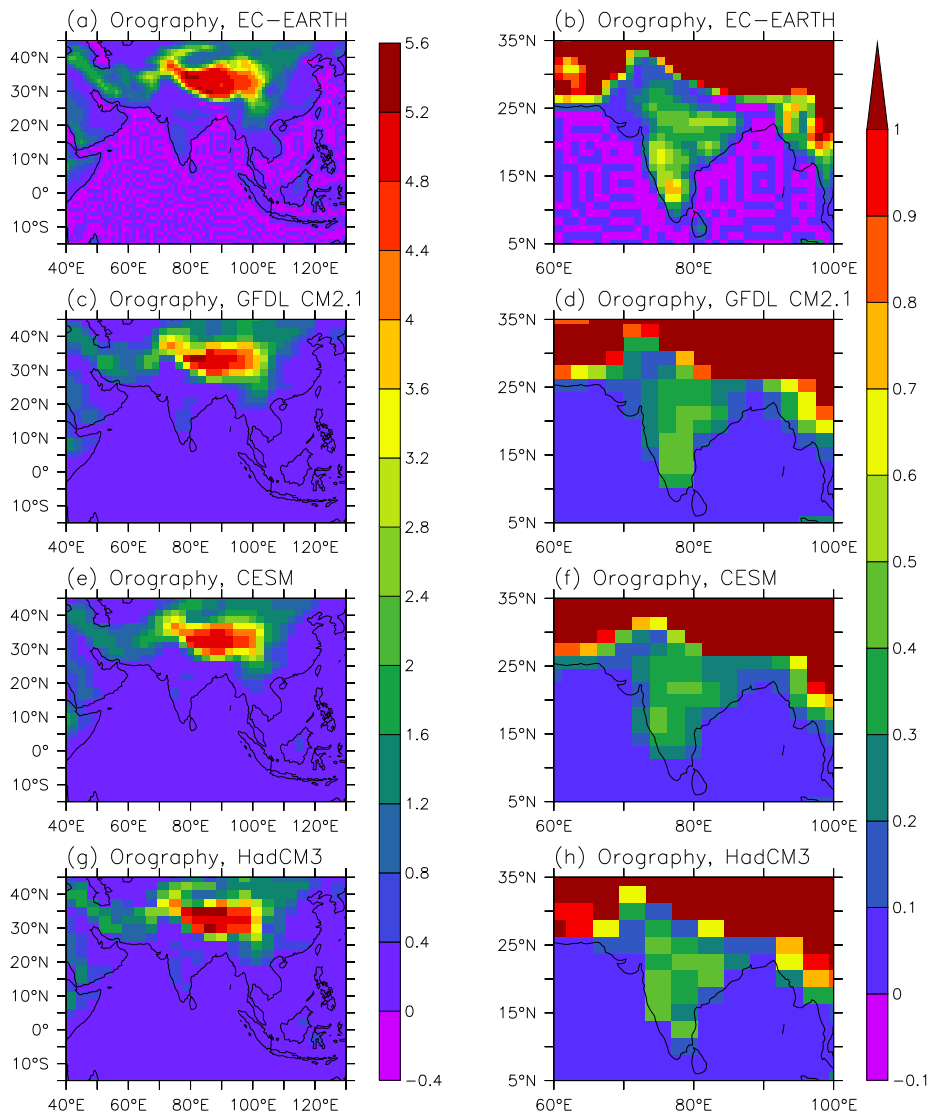 (a) Orography, EC-EARTH
40°N
30°N
20°N
10°N
0°
10°S
40°E 60°E 80°E 100°E 120°E
5.6
5.2
4.8
4.4
4
3.6
3.2
2.8
2.4
2
1.6
1.2
0.8
0.4
0
−0.4
(b) Orography, EC-EARTH
35°N
25°N
15°N
5°N
60°E 80°E 100°E
1
0.9
0.8
0.7
0.6
0.5
0.4
0.3
0.2
0.1
0
−0.1
(c) Orography, GFDL CM2.1
40°N
30°N
20°N
10°N
0°
10°S
40°E 60°E 80°E 100°E 120°E
(d) Orography, GFDL CM2.1
35°N
25°N
15°N
5°N
60°E 80°E 100°E
(e) Orography, CESM
40°N
30°N
20°N
10°N
0°
10°S
40°E 60°E 80°E 100°E 120°E
(f) Orography, CESM
35°N
25°N
15°N
5°N
60°E 80°E 100°E
(g) Orography, HadCM3
40°N
30°N
20°N
10°N
0°
10°S
40°E 60°E 80°E 100°E 120°E
(h) Orography, HadCM3
35°N
25°N
15°N
5°N
60°E 80°E 100°E